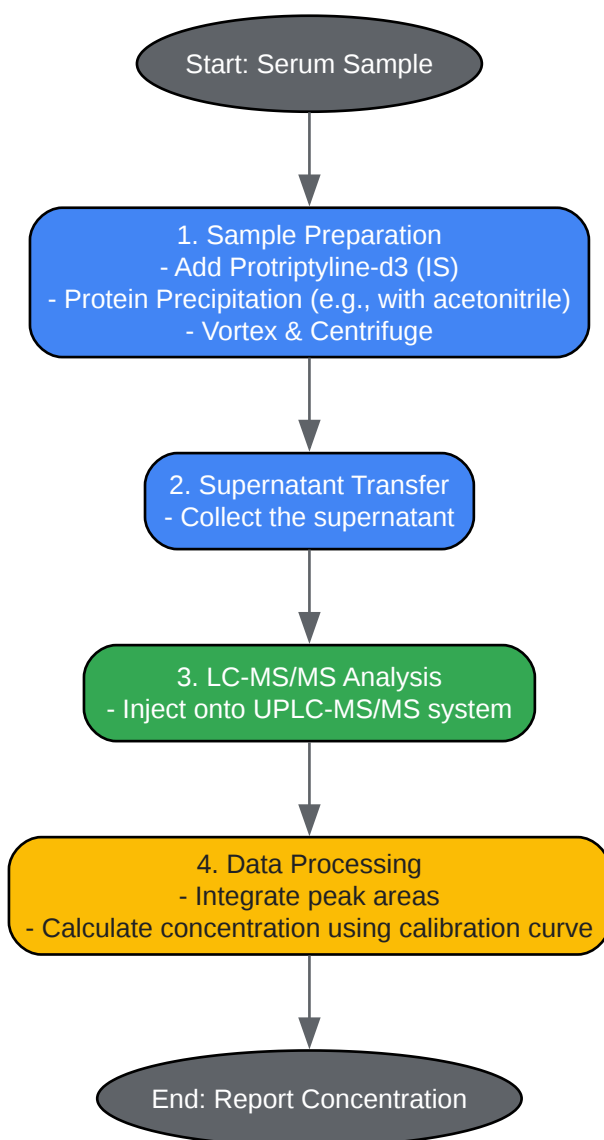 Start: Serum Sample
1. Sample Preparation
- Add Protriptyline-d3 (IS)
- Protein Precipitation (e.g., with acetonitrile)
- Vortex & Centrifuge
2. Supernatant Transfer
- Collect the supernatant
3. LC-MS/MS Analysis
- Inject onto UPLC-MS/MS system
4. Data Processing
- Integrate peak areas
- Calculate concentration using calibration curve
End: Report Concentration